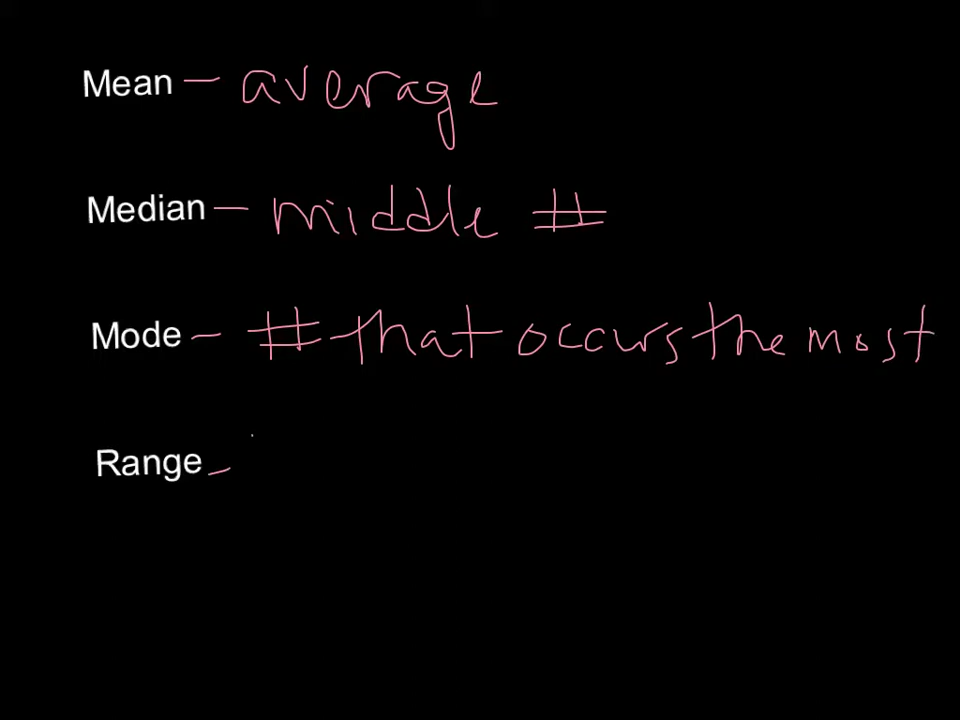 Mean - average
Median - middle #
Mode - # that occurs the most
Range -